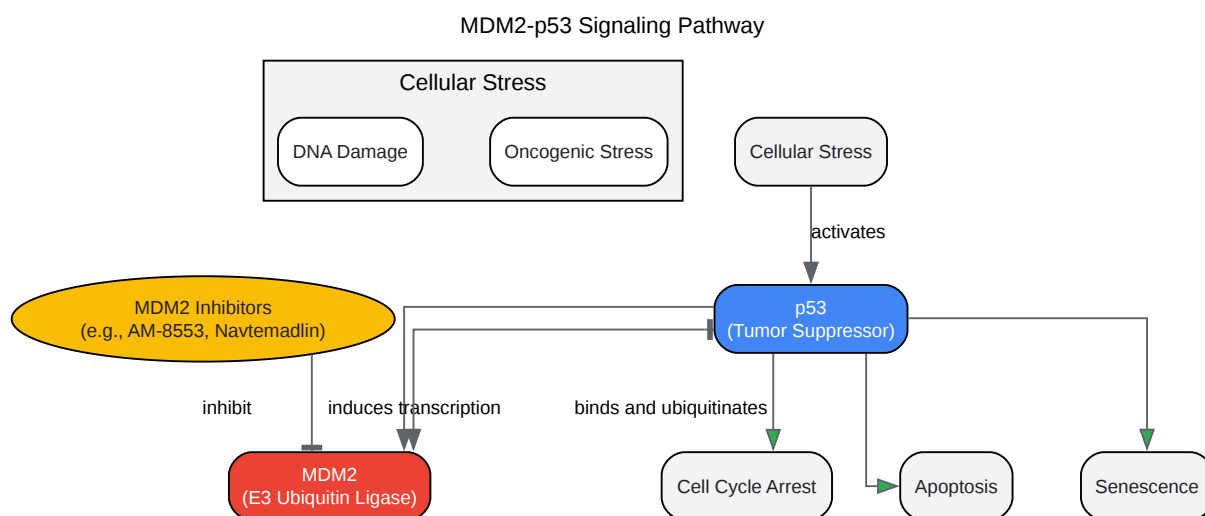 MDM2-p53 Signaling Pathway
Cellular Stress
DNA Damage
Oncogenic Stress
Cellular Stress
activates
MDM2 Inhibitors
(e.g., AM-8553, Navtemadlin)
p53
(Tumor Suppressor)
inhibit
induces transcription
binds and ubiquitinates
MDM2
(E3 Ubiquitin Ligase)
Cell Cycle Arrest
Apoptosis
Senescence